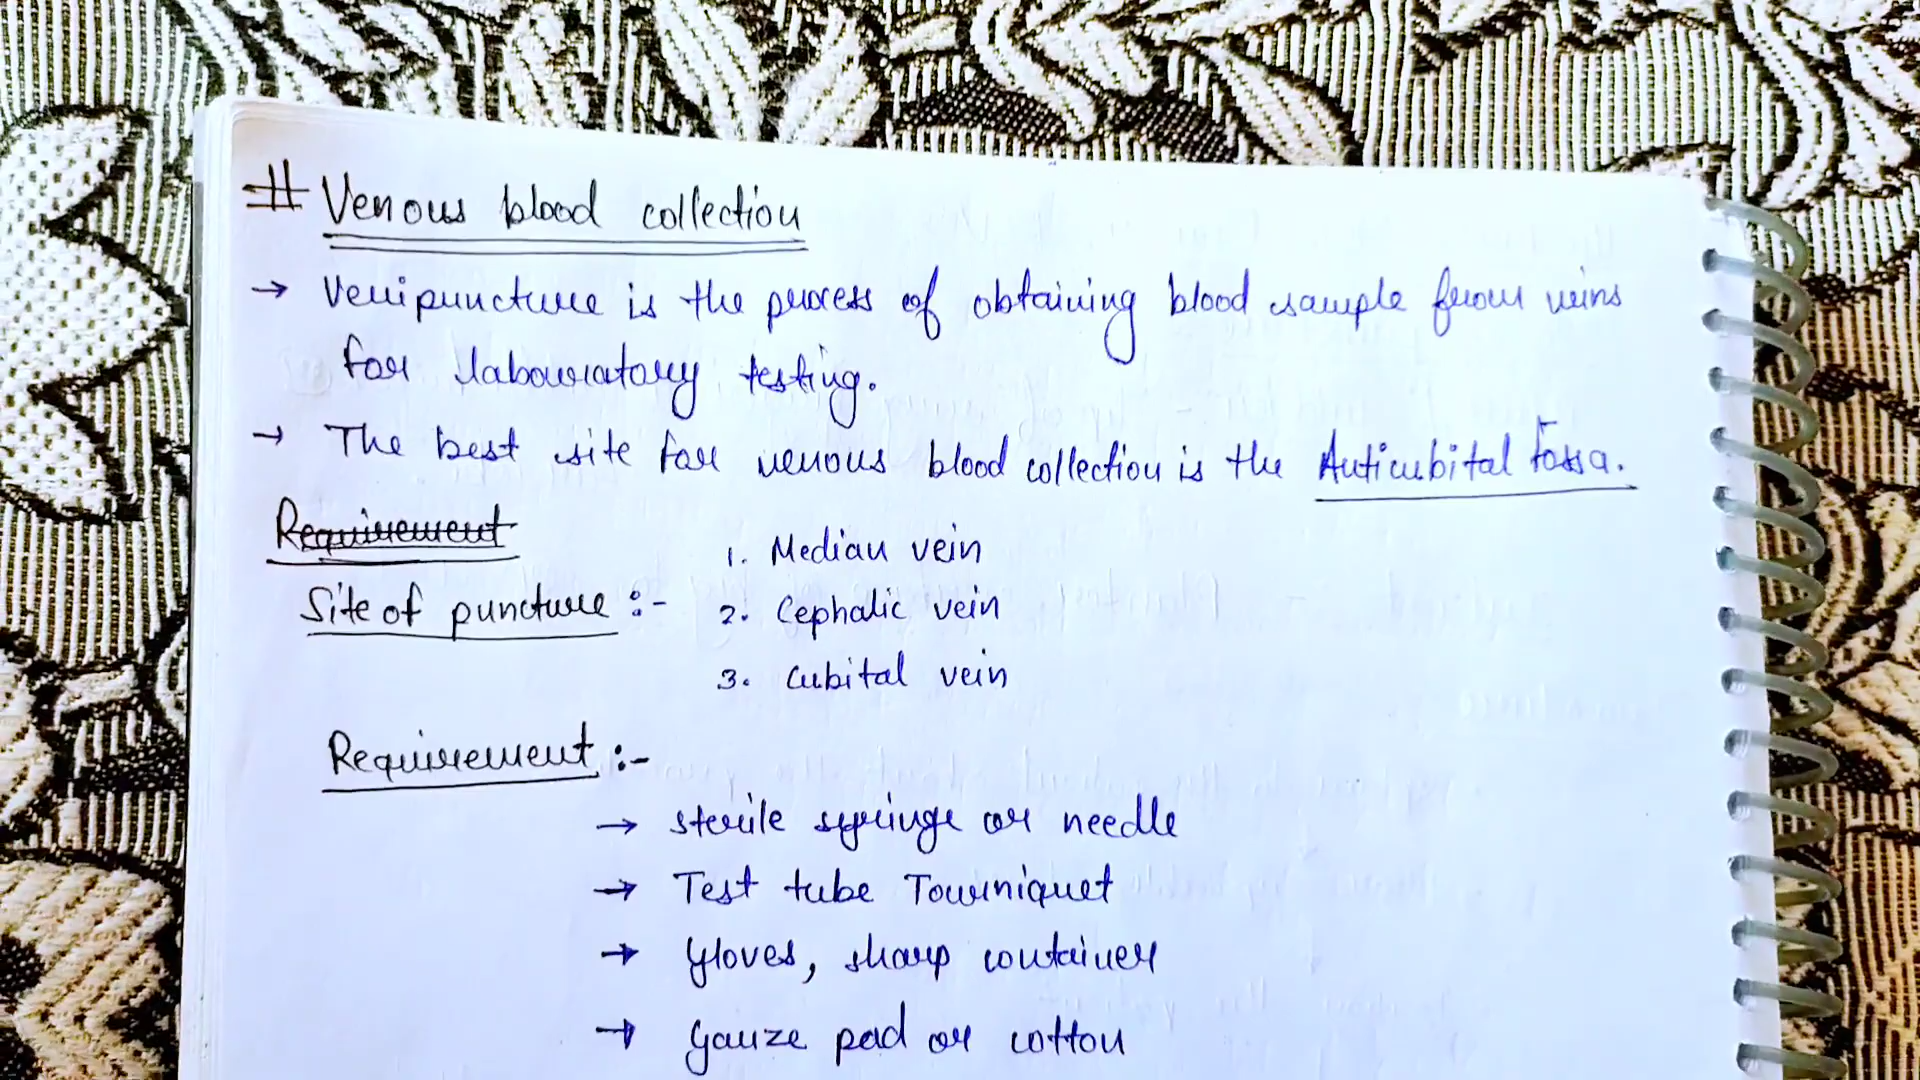 # Venous blood collection
→ Venipuncture is the process of obtaining blood sample from veins
for labouratory testing.
→ The best site for venous blood collection is the Anticubital Fossa.
Requirement
Site of puncture :-
1. Median vein
2. Cephalic vein
3. Cubital vein
Requirement :-
→ sterile syringe or needle
→ Test tube Tourniquet
→ Gloves, sharp container
→ Gauze pad or cotton